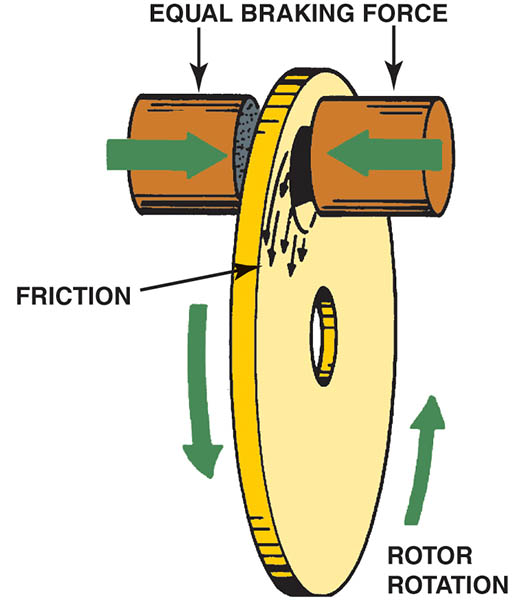 EQUAL BRAKING FORCE
FRICTION
ROTOR
ROTATION